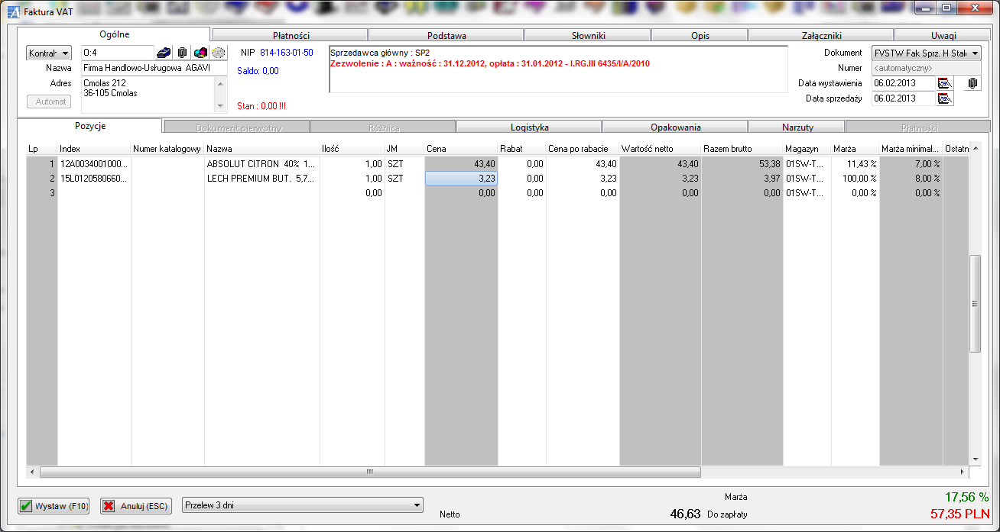 Faktura VAT
Ogólne Płatności Podstawa Słowniki Opis Załączniki Uwagi
Kontrah O:4 NIP 814-163-01-50
Nazwa Firma Handlowo-Usługowa AGAVI
Saldo: 0,00
Adres Cmolas 212
36-105 Cmolas
Automat
Stan : 0,00 !!!
Sprzedawca główny : SP2
Zezwolenie : A : ważność : 31.12.2012, opłata : 31.01.2012 - I.RG.III 6435/I/A/2010
Dokument FVSTW Fak Sprz. H Stal
Numer <automatyczny>
Data wystawienia 06.02.2013
Data sprzedaży 06.02.2013
Pozycje Dokument pierwotny Różnica Logistyka Opakowania Narzuty Płatności
Lp Index Numer katalogowy Nazwa Ilość JM Cena Rabat Cena po rabacie Wartość netto Razem brutto Magazyn Marża Marża minimal... Ostatn
1 12A0034001000... ABSOLUT CITRON 40% 1... 1,00 SZT 43,40 0,00 43,40 43,40 53,38 01SW-T... 11,43 % 7,00 %
2 15L0120580660... LECH PREMIUM BUT. 5,7... 1,00 SZT 3,23 0,00 3,23 3,23 3,97 01SW-T... 100,00 % 8,00 %
3 0,00 0,00 0,00 0,00 0,00 0,00 01SW-T... 0,00 % 0,00 %
Wystaw (F10) Anuluj (ESC) Przelew 3 dni
Marża 17,56 %
Netto 46,63 Do zapłaty 57,35 PLN